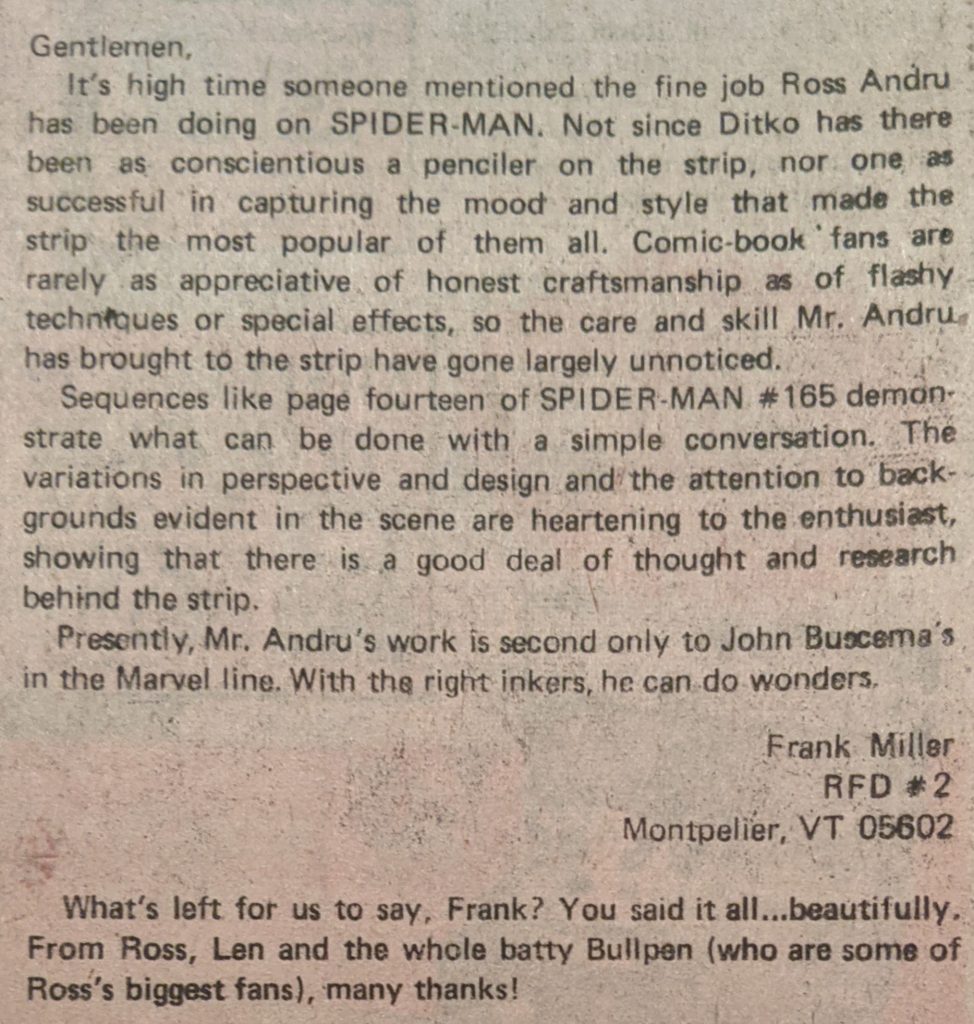 Gentlemen,
It's high time someone mentioned the fine job Ross Andru
has been doing on SPIDER-MAN. Not since Ditko has there
been as conscientious a penciler on the strip, nor one as
successful in capturing the mood and style that made the
strip the most popular of them all. Comic-book fans are
rarely as appreciative of honest craftsmanship as of flashy
techniques or special effects, so the care and skill Mr. Andru
has brought to the strip have gone largely unnoticed.
Sequences like page fourteen of SPIDER-MAN #165 demon-
strate what can be done with a simple conversation. The
variations in perspective and design and the attention to back-
grounds evident in the scene are heartening to the enthusiast,
showing that there is a good deal of thought and research
behind the strip.
Presently, Mr. Andru's work is second only to John Buscema's
in the Marvel line. With the right inkers, he can do wonders.
Frank Miller
RFD #2
Montpelier, VT 05602
What's left for us to say, Frank? You said it all...beautifully.
From Ross, Len and the whole batty Bullpen (who are some of
Ross's biggest fans), many thanks!